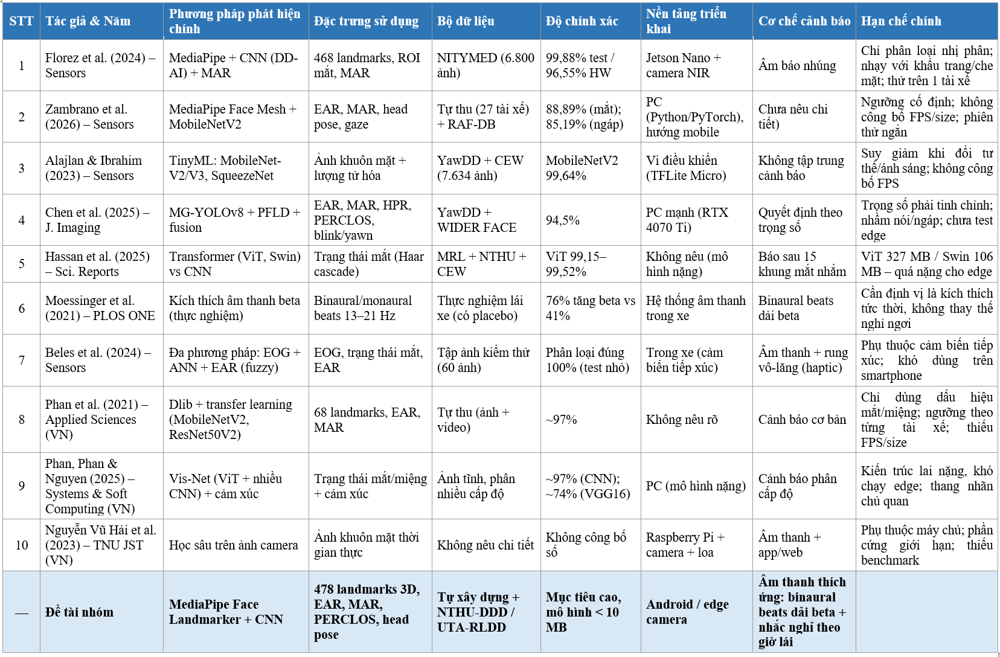 STT
Tác giả & Năm
Phương pháp phát hiện
chính
Đặc trưng sử dụng
Bộ dữ liệu
Độ chính xác
Nền tảng triển
khai
Cơ chế cảnh báo
Hạn chế chính
1
Florez et al. (2024) –
Sensors
MediaPipe + CNN (DD-
AI) + MAR
468 landmarks, ROI
mắt, MAR
NITYMED (6.800
ảnh)
99,88% test /
96,55% HW
Jetson Nano +
camera NIR
Âm báo nhúng
Chỉ phân loại nhị phân;
nhạy với khẩu trang/che
mặt; thử trên 1 tài xế
2
Zambrano et al.
(2026) – Sensors
MediaPipe Face Mesh +
MobileNetV2
EAR, MAR, head
pose, gaze
Tự thu (27 tài xế)
+ RAF-DB
88,89% (mắt);
85,19% (ngáp)
PC
(Python/PyTorch),
hướng mobile
Chưa nêu chi
tiết)
Ngưỡng cố định; không
công bố FPS/size; phiên
thử ngắn
3
Alajlan & Ibrahim
(2023) – Sensors
TinyML: MobileNet-
V2/V3, SqueezeNet
Ảnh khuôn mặt +
lượng tử hóa
YawDD + CEW
(7.634 ảnh)
MobileNetV2
99,64%
Vi điều khiển
(TFLite Micro)
Không tập trung
cảnh báo
Suy giảm khi đổi tư
thế/ánh sáng; không công
bố FPS
4
Chen et al. (2025) –
J. Imaging
MG-YOLOv8 + PFLD +
fusion
EAR, MAR, HPR,
PERCLOS,
blink/yawn
YawDD +
WIDER FACE
94,5%
PC mạnh (RTX
4070 Ti)
Quyết định theo
trọng số
Trọng số phải tinh chỉnh;
nhầm nói/ngáp; chưa test
edge
5
Hassan et al. (2025)
– Sci. Reports
Transformer (ViT, Swin)
vs CNN
Trạng thái mắt (Haar
cascade)
MRL + NTHU +
CEW
ViT 99,15–
99,52%
Không nêu (mô
hình nặng)
Báo sau 15
khung mắt nhắm
ViT 327 MB / Swin 106
MB – quá nặng cho edge
6
Moessinger et al.
(2021) – PLOS ONE
Kích thích âm thanh beta
(thực nghiệm)
Binaural/monaural
beats 13–21 Hz
Thực nghiệm lái
xe (có placebo)
76% tăng beta vs
41%
Hệ thống âm thanh
trong xe
Binaural beats
dải beta
Cần định vị là kích thích
tức thời, không thay thế
nghỉ ngơi
7
Beles et al. (2024) –
Sensors
Đa phương pháp: EOG +
ANN + EAR (fuzzy)
EOG, trạng thái mắt,
EAR
Tập ảnh kiểm thử
(60 ảnh)
Phân loại đúng
100% (test nhỏ)
Trong xe (cảm
biến tiếp xúc)
Âm thanh + rung
vô-lăng (haptic)
Phụ thuộc cảm biến tiếp
xúc; khó dùng trên
smartphone
8
Phan et al. (2021) –
Applied Sciences
(VN)
Dlib + transfer learning
(MobileNetV2,
ResNet50V2)
68 landmarks, EAR,
MAR
Tự thu (ảnh +
video)
~97%
Không nêu rõ
Cảnh báo cơ bản
Chỉ dùng dấu hiệu
mắt/miệng; ngưỡng theo
từng tài xế; thiếu
FPS/size
9
Phan, Phan &
Nguyen (2025) –
Systems & Soft
Computing (VN)
Vis-Net (ViT + nhiều
CNN) + cảm xúc
Trạng thái mắt/miệng
+ cảm xúc
Ảnh tĩnh, phân
nhiều cấp độ
~97% (CNN);
~74% (VGG16)
PC (mô hình nặng)
Cảnh báo phân
cấp độ
Kiến trúc lai nặng, khó
chạy edge; thang nhãn
chủ quan
10
Nguyễn Vũ Hải et al.
(2023) – TNU JST
(VN)
Học sâu trên ảnh camera
Ảnh khuôn mặt thời
gian thực
Không nêu chi tiết
Không công bố
số
Raspberry Pi +
camera + loa
Âm thanh +
app/web
Phụ thuộc máy chủ; phần
cứng giới hạn; thiếu
benchmark
—
Đề tài nhóm
MediaPipe Face
Landmarker + CNN
478 landmarks 3D,
EAR, MAR,
PERCLOS, head
pose
Tự xây dựng +
NTHU-DDD /
UTA-RLDD
Mục tiêu cao,
mô hình < 10
MB
Android / edge
camera
Âm thanh thích
ứng: binaural
beats dải beta +
nhắc nghỉ theo
giờ lái